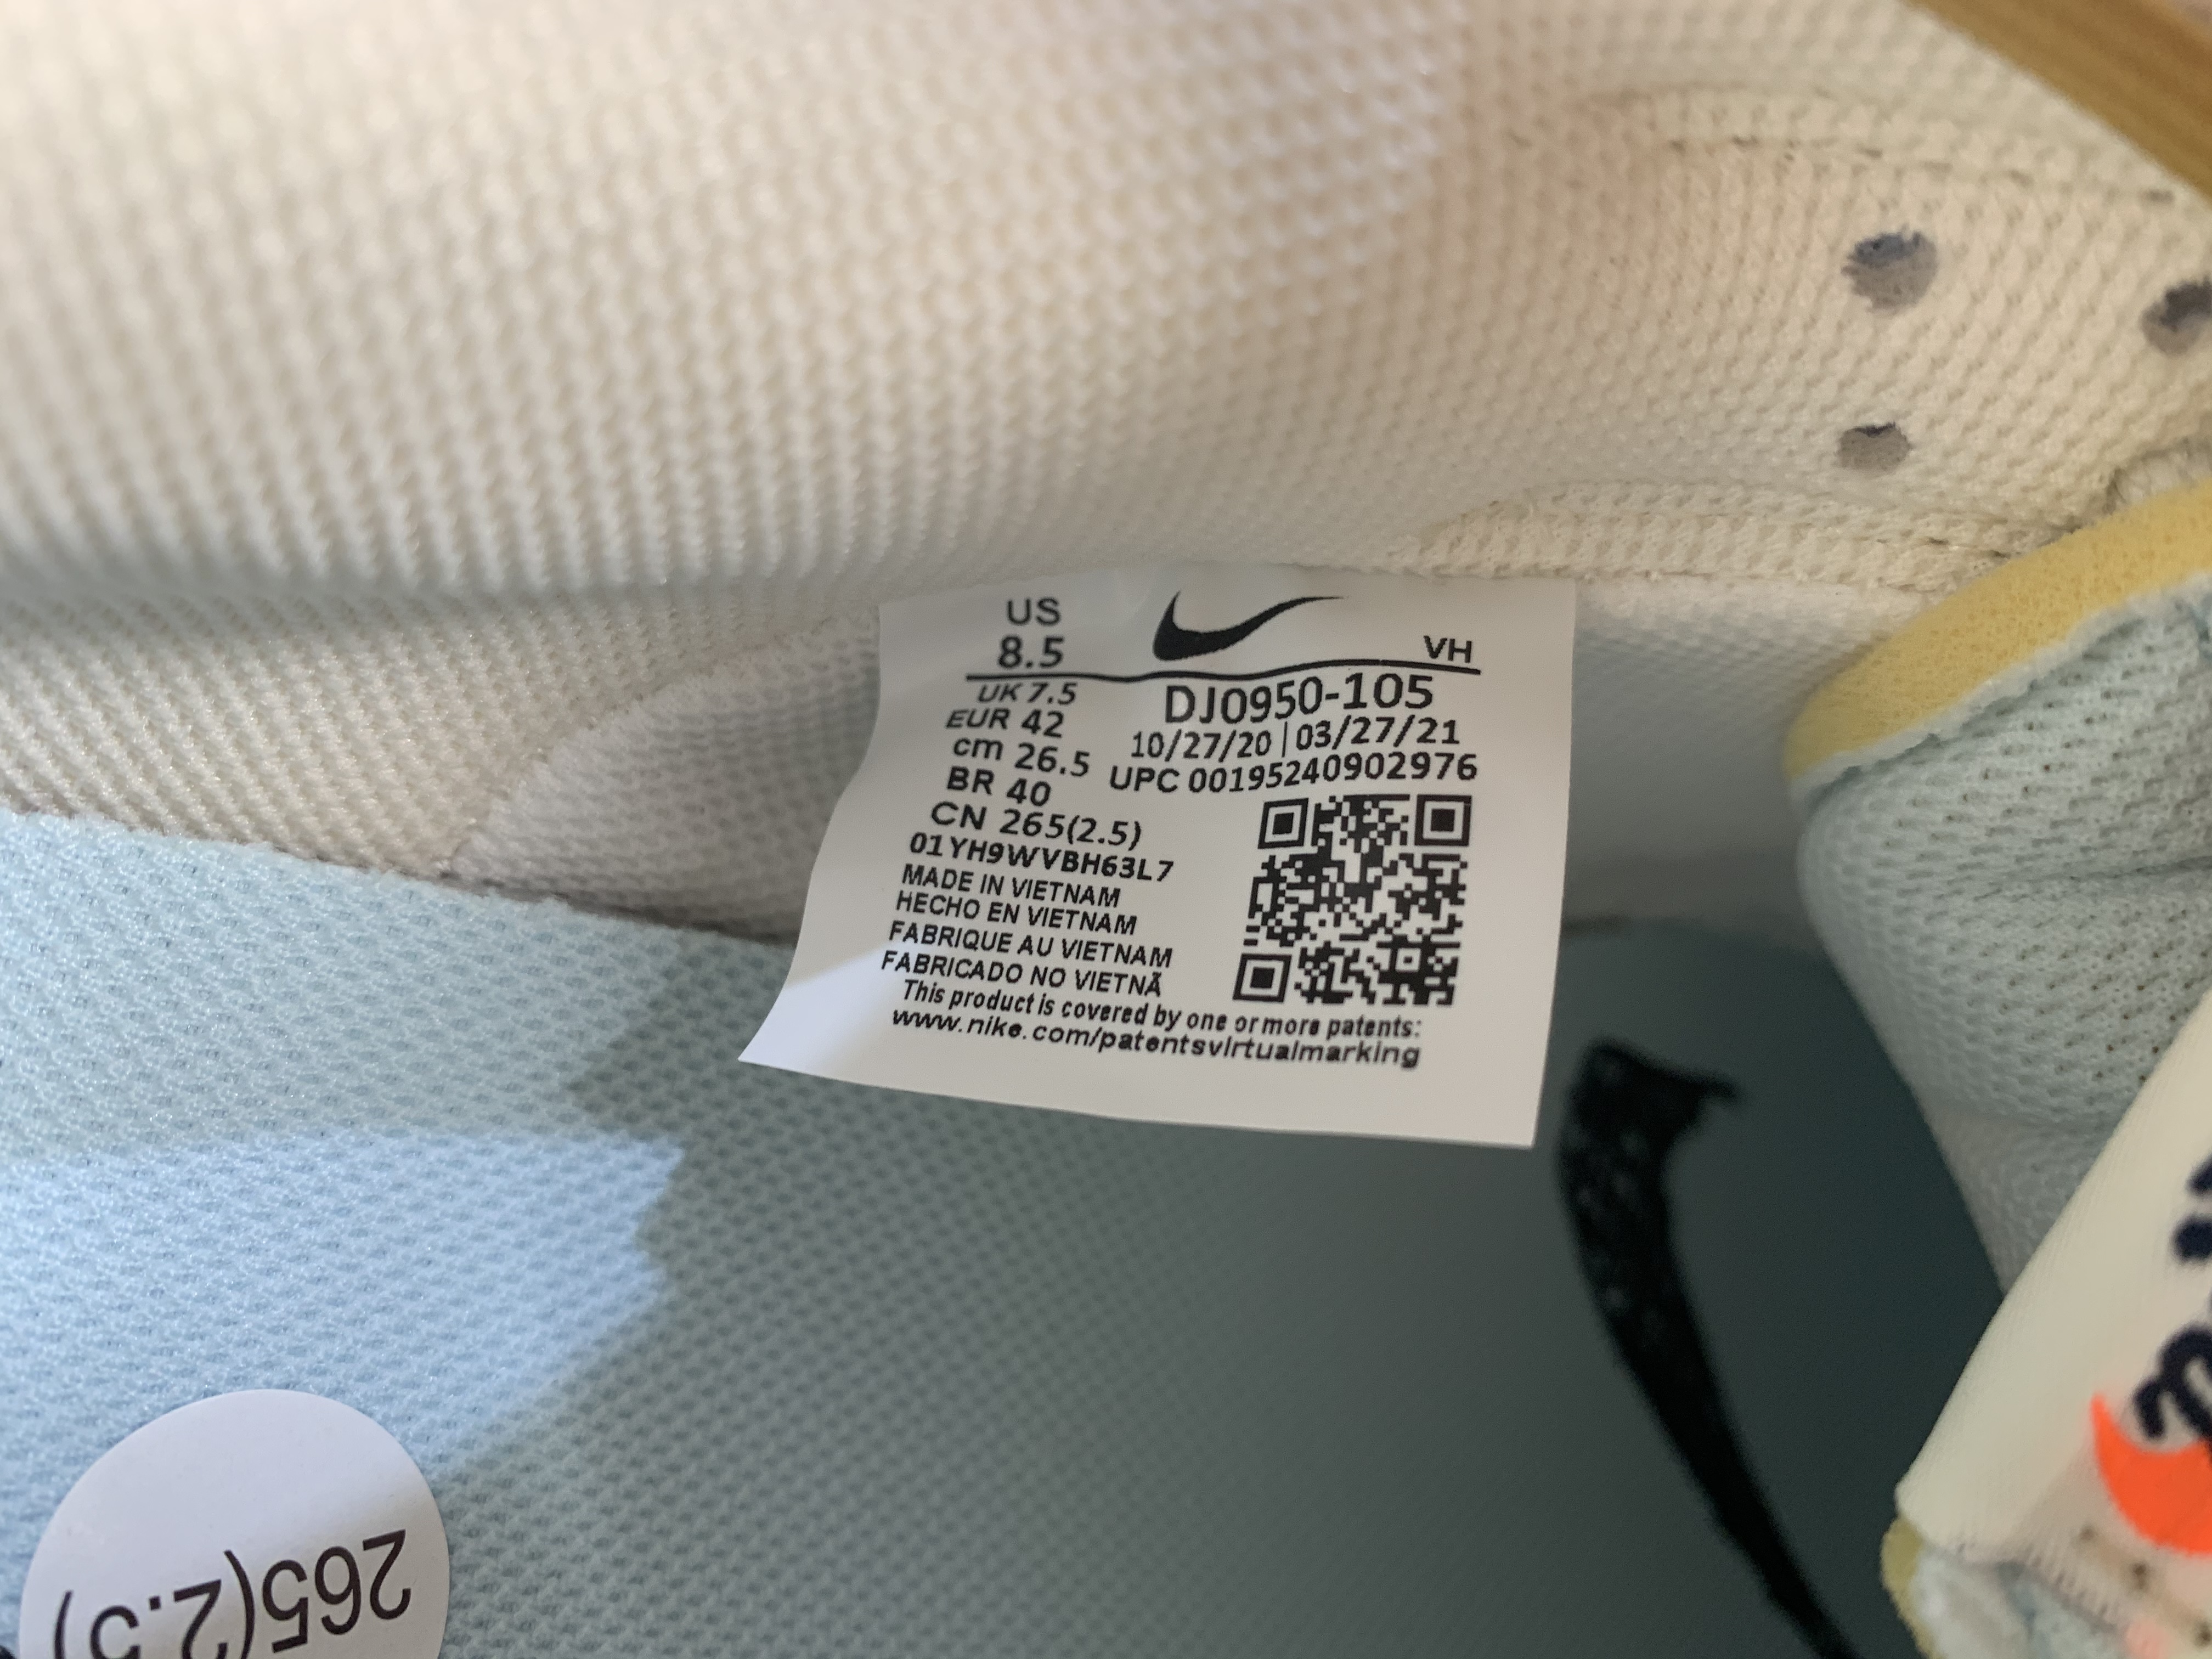 US
8.5
VH
UK 7.5
EUR 42
cm 26.5
BR 40
CN 265(2.5)
01YH9WVBH63L7
MADE IN VIETNAM
HECHO EN VIETNAM
FABRIQUE AU VIETNAM
FABRICADO NO VIETNÃ
DJ0950-105
10/27/20 | 03/27/21
UPC 00195240902976
This product is covered by one or more patents:
www.nike.com/patentsvirtualmarking
265(2.5)